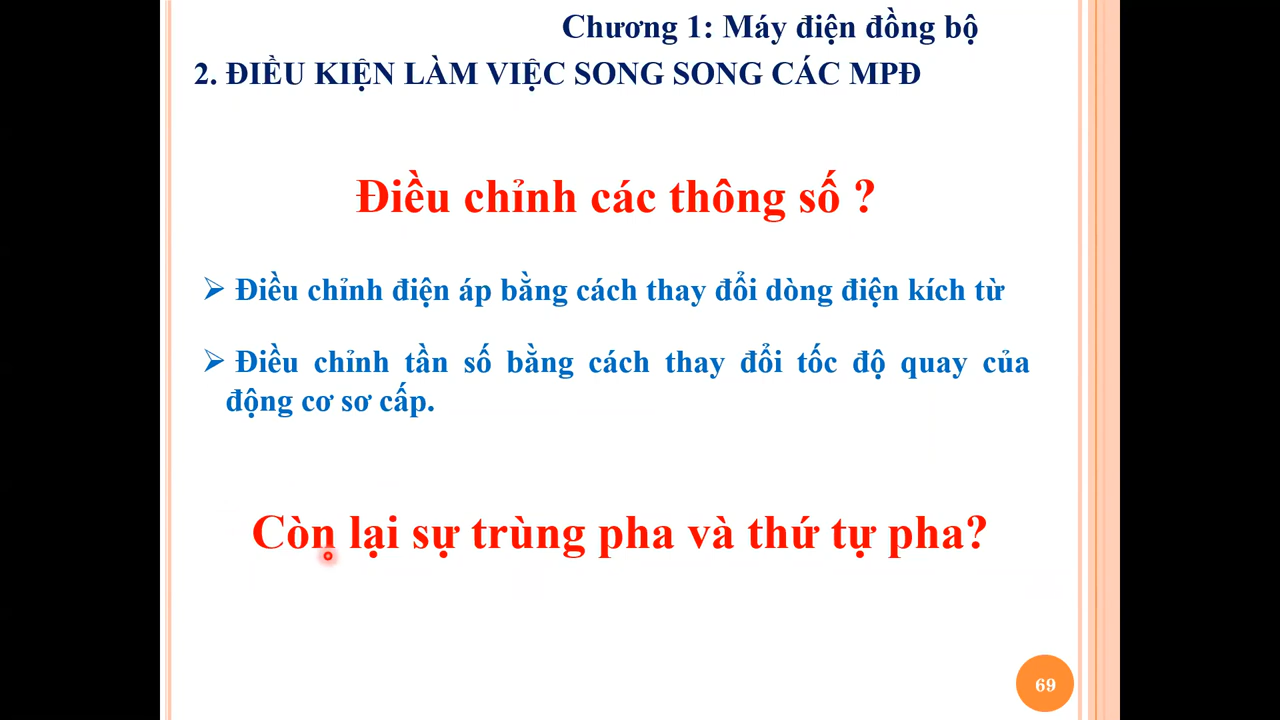 Chương 1: Máy điện đồng bộ
2. ĐIỀU KIỆN LÀM VIỆC SONG SONG CÁC MPĐ
Điều chỉnh các thông số ?
➢ Điều chỉnh điện áp bằng cách thay đổi dòng điện kích từ
➢ Điều chỉnh tần số bằng cách thay đổi tốc độ quay của
động cơ sơ cấp.
Còn lại sự trùng pha và thứ tự pha?
69